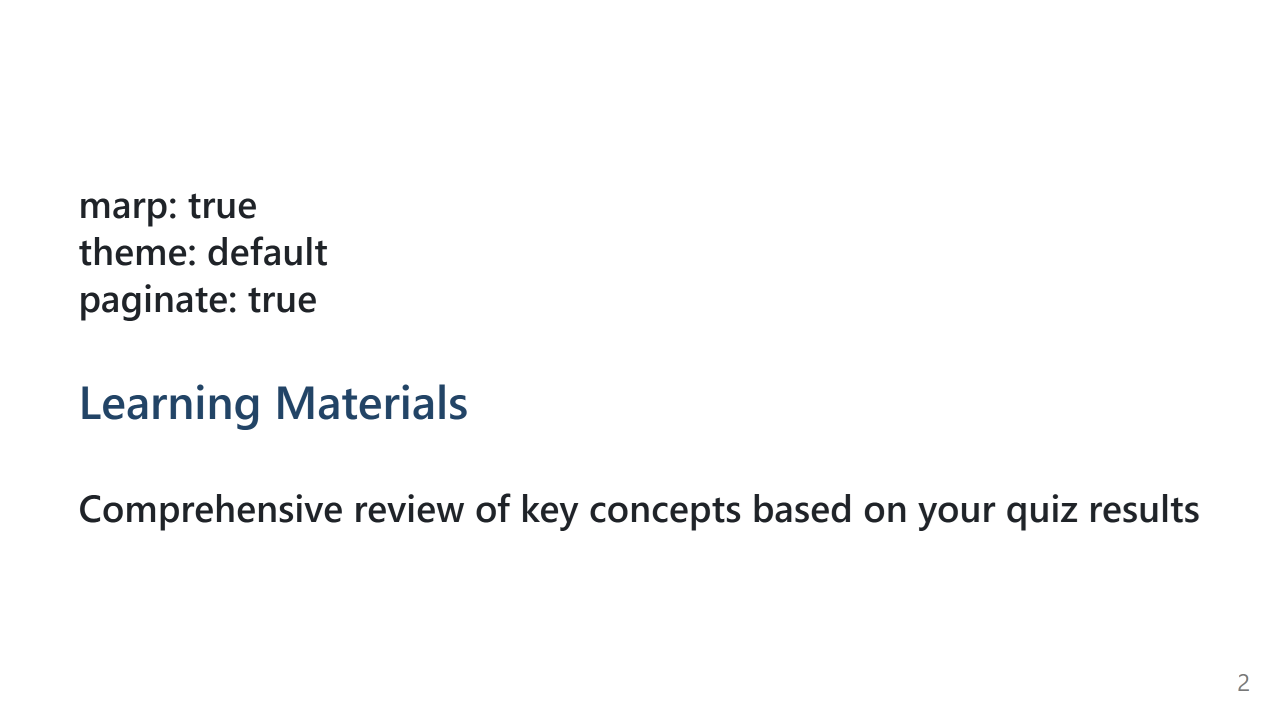 marp: true
theme: default
paginate: true
Learning Materials
Comprehensive review of key concepts based on your quiz results
2